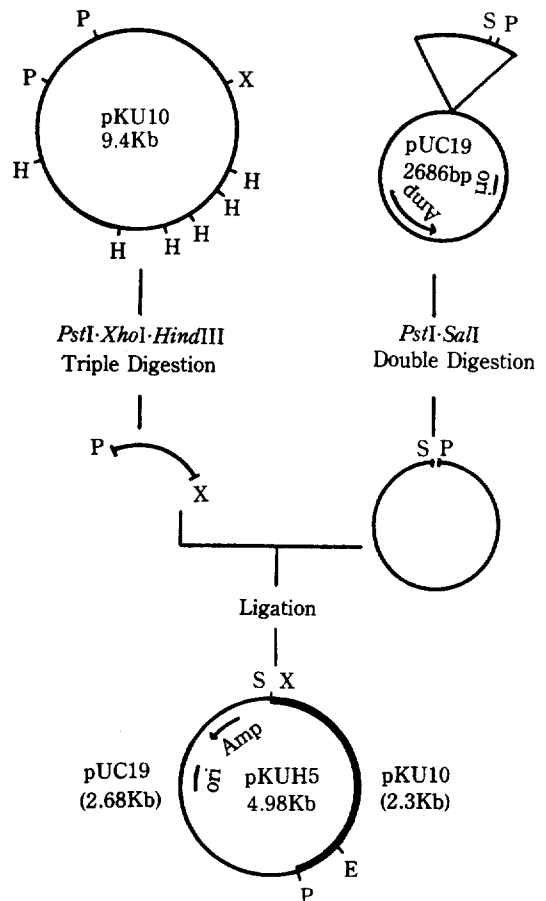 P
P
X
pKU10
9.4Kb
H
H
H
H
H
H
S P
pUC19
2686bp
ori
Amp
PstI·XhoI·HindIII
Triple Digestion
PstI·SalI
Double Digestion
P
X
S P
Ligation
S X
Amp
ori
pUC19
(2.68Kb)
pKUH5
4.98Kb
pKU10
(2.3Kb)
E
P